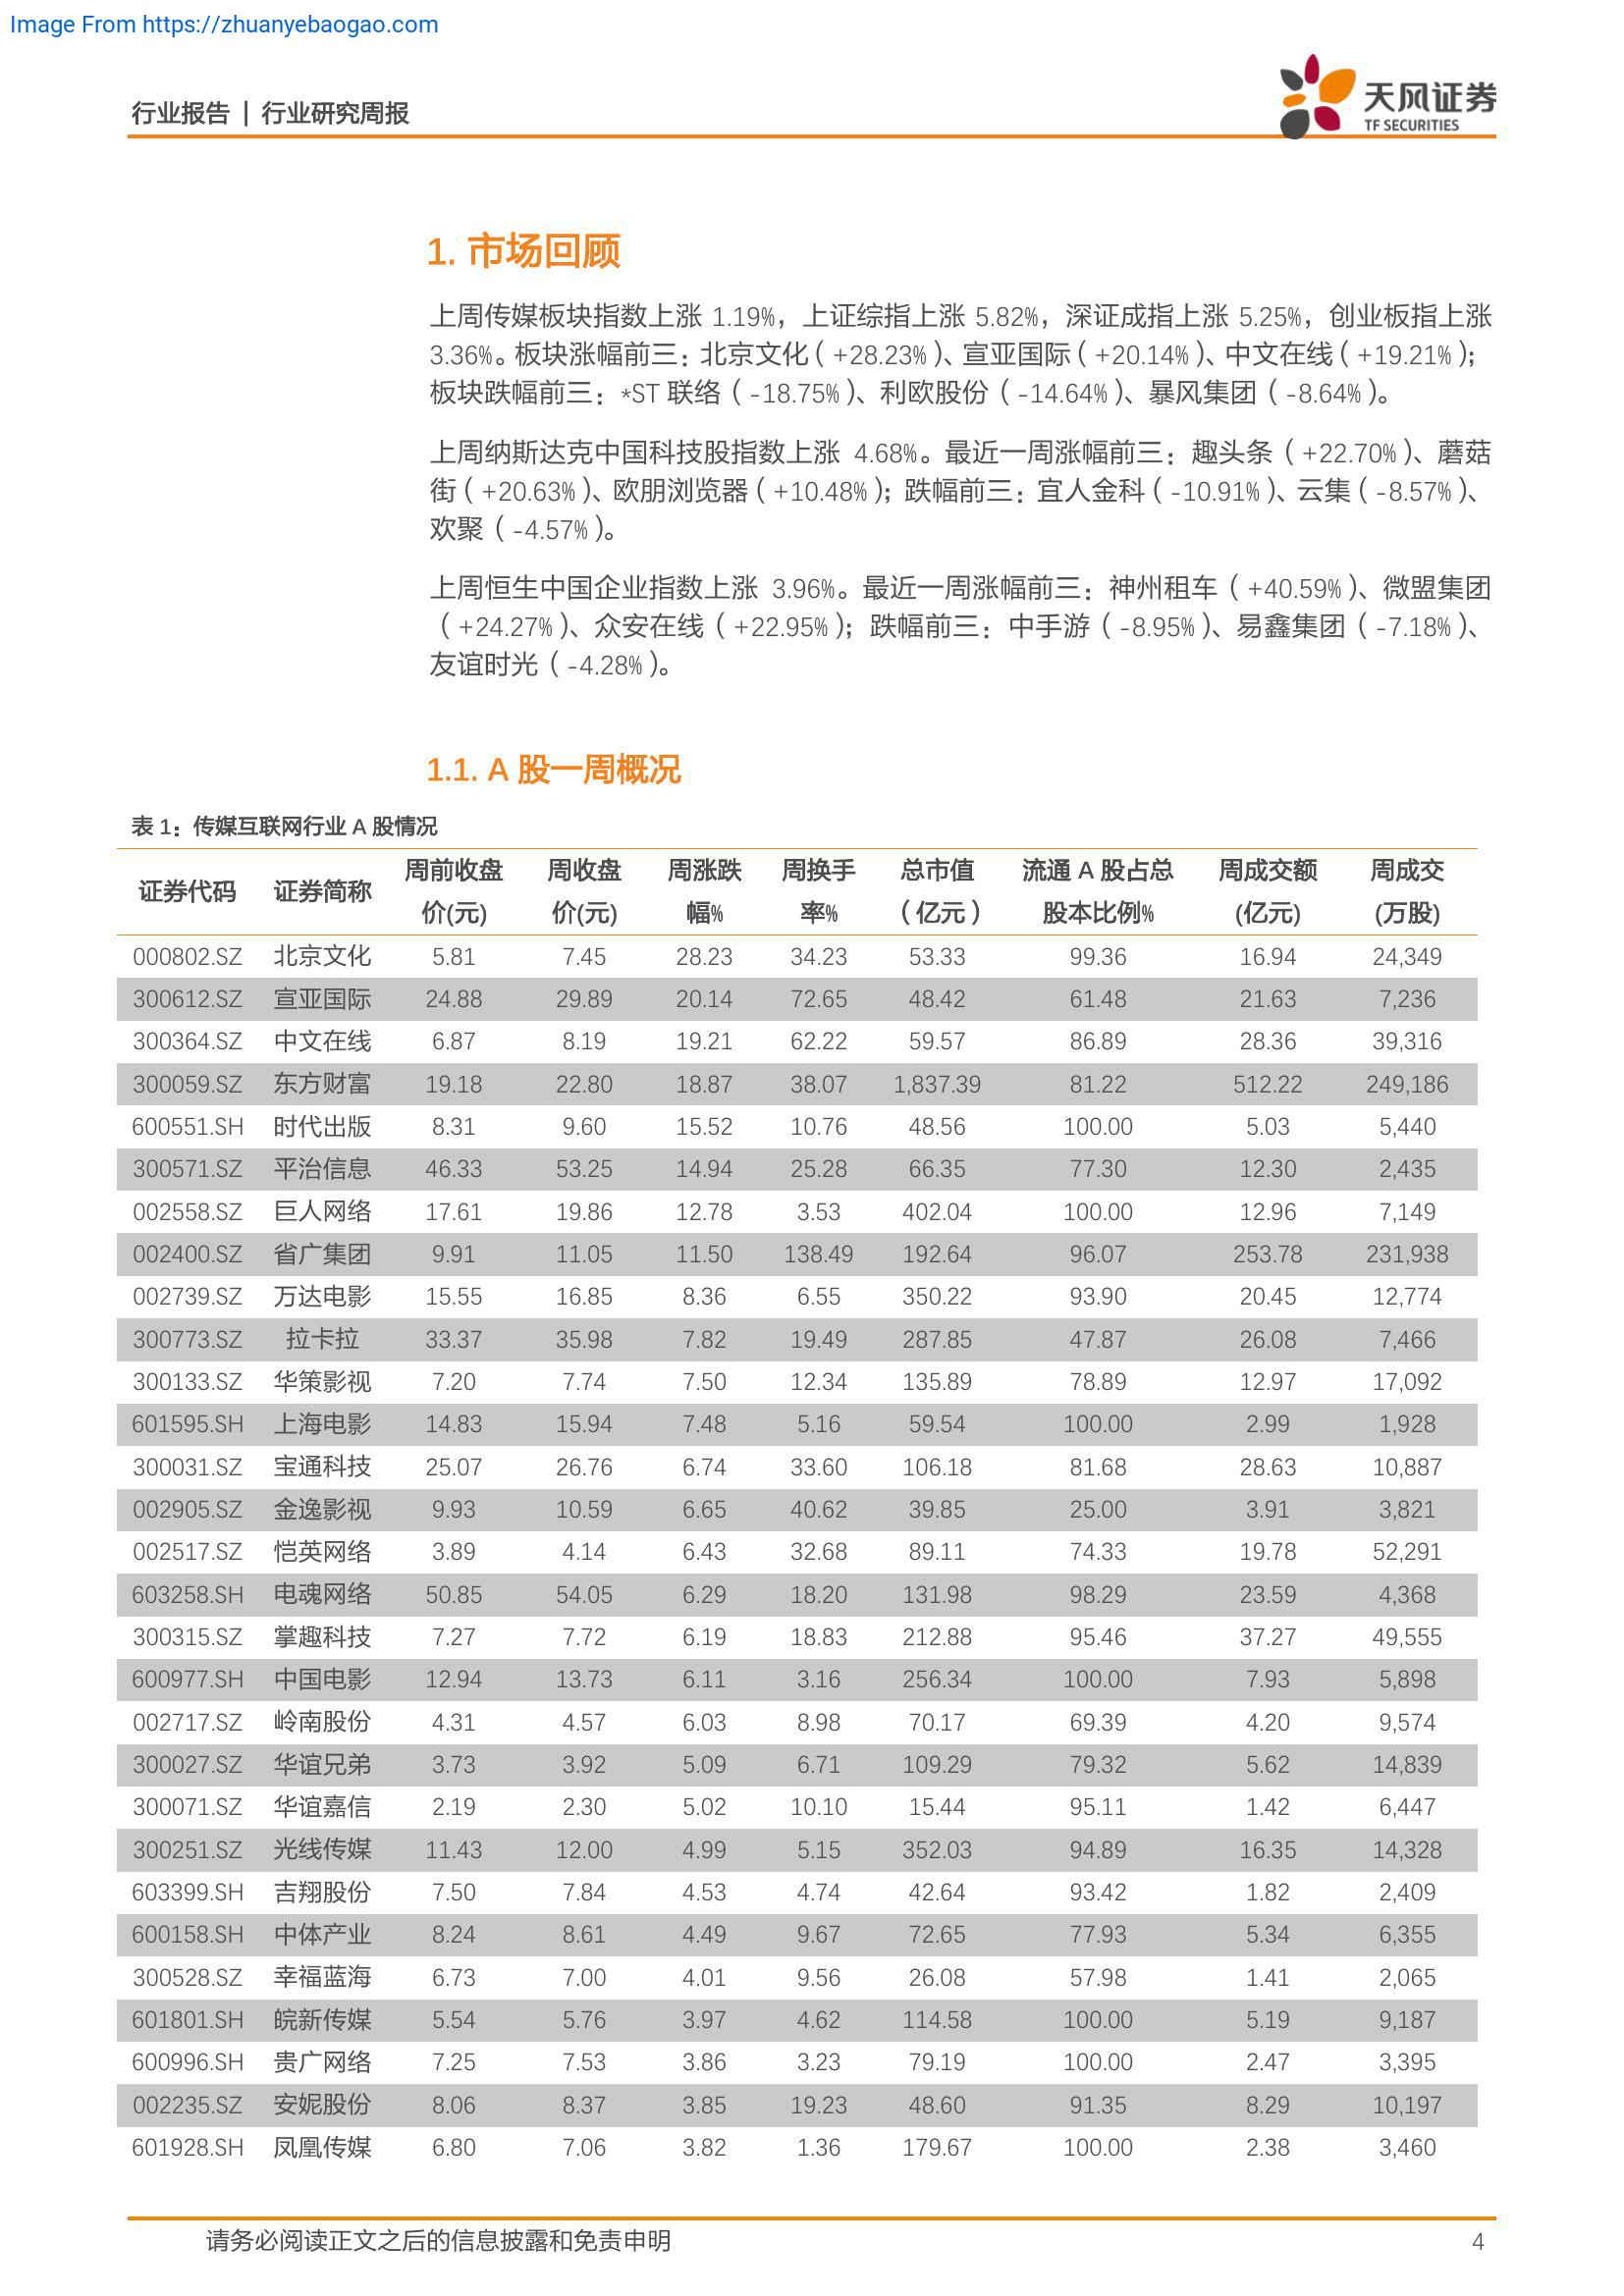 Image From https://zhuanyebaogao.com
行业报告 | 行业研究周报
天风证券
TF SECURITIES
1. 市场回顾
上周传媒板块指数上涨 1.19%，上证综指上涨 5.82%，深证成指上涨 5.25%，创业板指上涨
3.36%。板块涨幅前三：北京文化（+28.23%）、宣亚国际（+20.14%）、中文在线（+19.21%）；
板块跌幅前三：*ST 联络（-18.75%）、利欧股份（-14.64%）、暴风集团（-8.64%）。
上周纳斯达克中国科技股指数上涨 4.68%。最近一周涨幅前三：趣头条（+22.70%）、蘑菇
街（+20.63%）、欧朋浏览器（+10.48%）；跌幅前三：宜人金科（-10.91%）、云集（-8.57%）、
欢聚（-4.57%）。
上周恒生中国企业指数上涨 3.96%。最近一周涨幅前三：神州租车（+40.59%）、微盟集团
（+24.27%）、众安在线（+22.95%）；跌幅前三：中手游（-8.95%）、易鑫集团（-7.18%）、
友谊时光（-4.28%）。
1.1. A 股一周概况
表 1：传媒互联网行业 A 股情况
证券代码 证券简称 周前收盘 周收盘 周涨跌 周换手 总市值 流通 A 股占总 周成交额 周成交
价(元) 价(元) 幅% 率% （亿元） 股本比例% (亿元) (万股)
000802.SZ 北京文化 5.81 7.45 28.23 34.23 53.33 99.36 16.94 24,349
300612.SZ 宣亚国际 24.88 29.89 20.14 72.65 48.42 61.48 21.63 7,236
300364.SZ 中文在线 6.87 8.19 19.21 62.22 59.57 86.89 28.36 39,316
300059.SZ 东方财富 19.18 22.80 18.87 38.07 1,837.39 81.22 512.22 249,186
600551.SH 时代出版 8.31 9.60 15.52 10.76 48.56 100.00 5.03 5,440
300571.SZ 平治信息 46.33 53.25 14.94 25.28 66.35 77.30 12.30 2,435
002558.SZ 巨人网络 17.61 19.86 12.78 3.53 402.04 100.00 12.96 7,149
002400.SZ 省广集团 9.91 11.05 11.50 138.49 192.64 96.07 253.78 231,938
002739.SZ 万达电影 15.55 16.85 8.36 6.55 350.22 93.90 20.45 12,774
300773.SZ 拉卡拉 33.37 35.98 7.82 19.49 287.85 47.87 26.08 7,466
300133.SZ 华策影视 7.20 7.74 7.50 12.34 135.89 78.89 12.97 17,092
601595.SH 上海电影 14.83 15.94 7.48 5.16 59.54 100.00 2.99 1,928
300031.SZ 宝通科技 25.07 26.76 6.74 33.60 106.18 81.68 28.63 10,887
002905.SZ 金逸影视 9.93 10.59 6.65 40.62 39.85 25.00 3.91 3,821
002517.SZ 恺英网络 3.89 4.14 6.43 32.68 89.11 74.33 19.78 52,291
603258.SH 电魂网络 50.85 54.05 6.29 18.20 131.98 98.29 23.59 4,368
300315.SZ 掌趣科技 7.27 7.72 6.19 18.83 212.88 95.46 37.27 49,555
600977.SH 中国电影 12.94 13.73 6.11 3.16 256.34 100.00 7.93 5,898
002717.SZ 岭南股份 4.31 4.57 6.03 8.98 70.17 69.39 4.20 9,574
300027.SZ 华谊兄弟 3.73 3.92 5.09 6.71 109.29 79.32 5.62 14,839
300071.SZ 华谊嘉信 2.19 2.30 5.02 10.10 15.44 95.11 1.42 6,447
300251.SZ 光线传媒 11.43 12.00 4.99 5.15 352.03 94.89 16.35 14,328
603399.SH 吉翔股份 7.50 7.84 4.53 4.74 42.64 93.42 1.82 2,409
600158.SH 中体产业 8.24 8.61 4.49 9.67 72.65 77.93 5.34 6,355
300528.SZ 幸福蓝海 6.73 7.00 4.01 9.56 26.08 57.98 1.41 2,065
601801.SH 皖新传媒 5.54 5.76 3.97 4.62 114.58 100.00 5.19 9,187
600996.SH 贵广网络 7.25 7.53 3.86 3.23 79.19 100.00 2.47 3,395
002235.SZ 安妮股份 8.06 8.37 3.85 19.23 48.60 91.35 8.29 10,197
601928.SH 凤凰传媒 6.80 7.06 3.82 1.36 179.67 100.00 2.38 3,460
请务必阅读正文之后的信息披露和免责申明 4